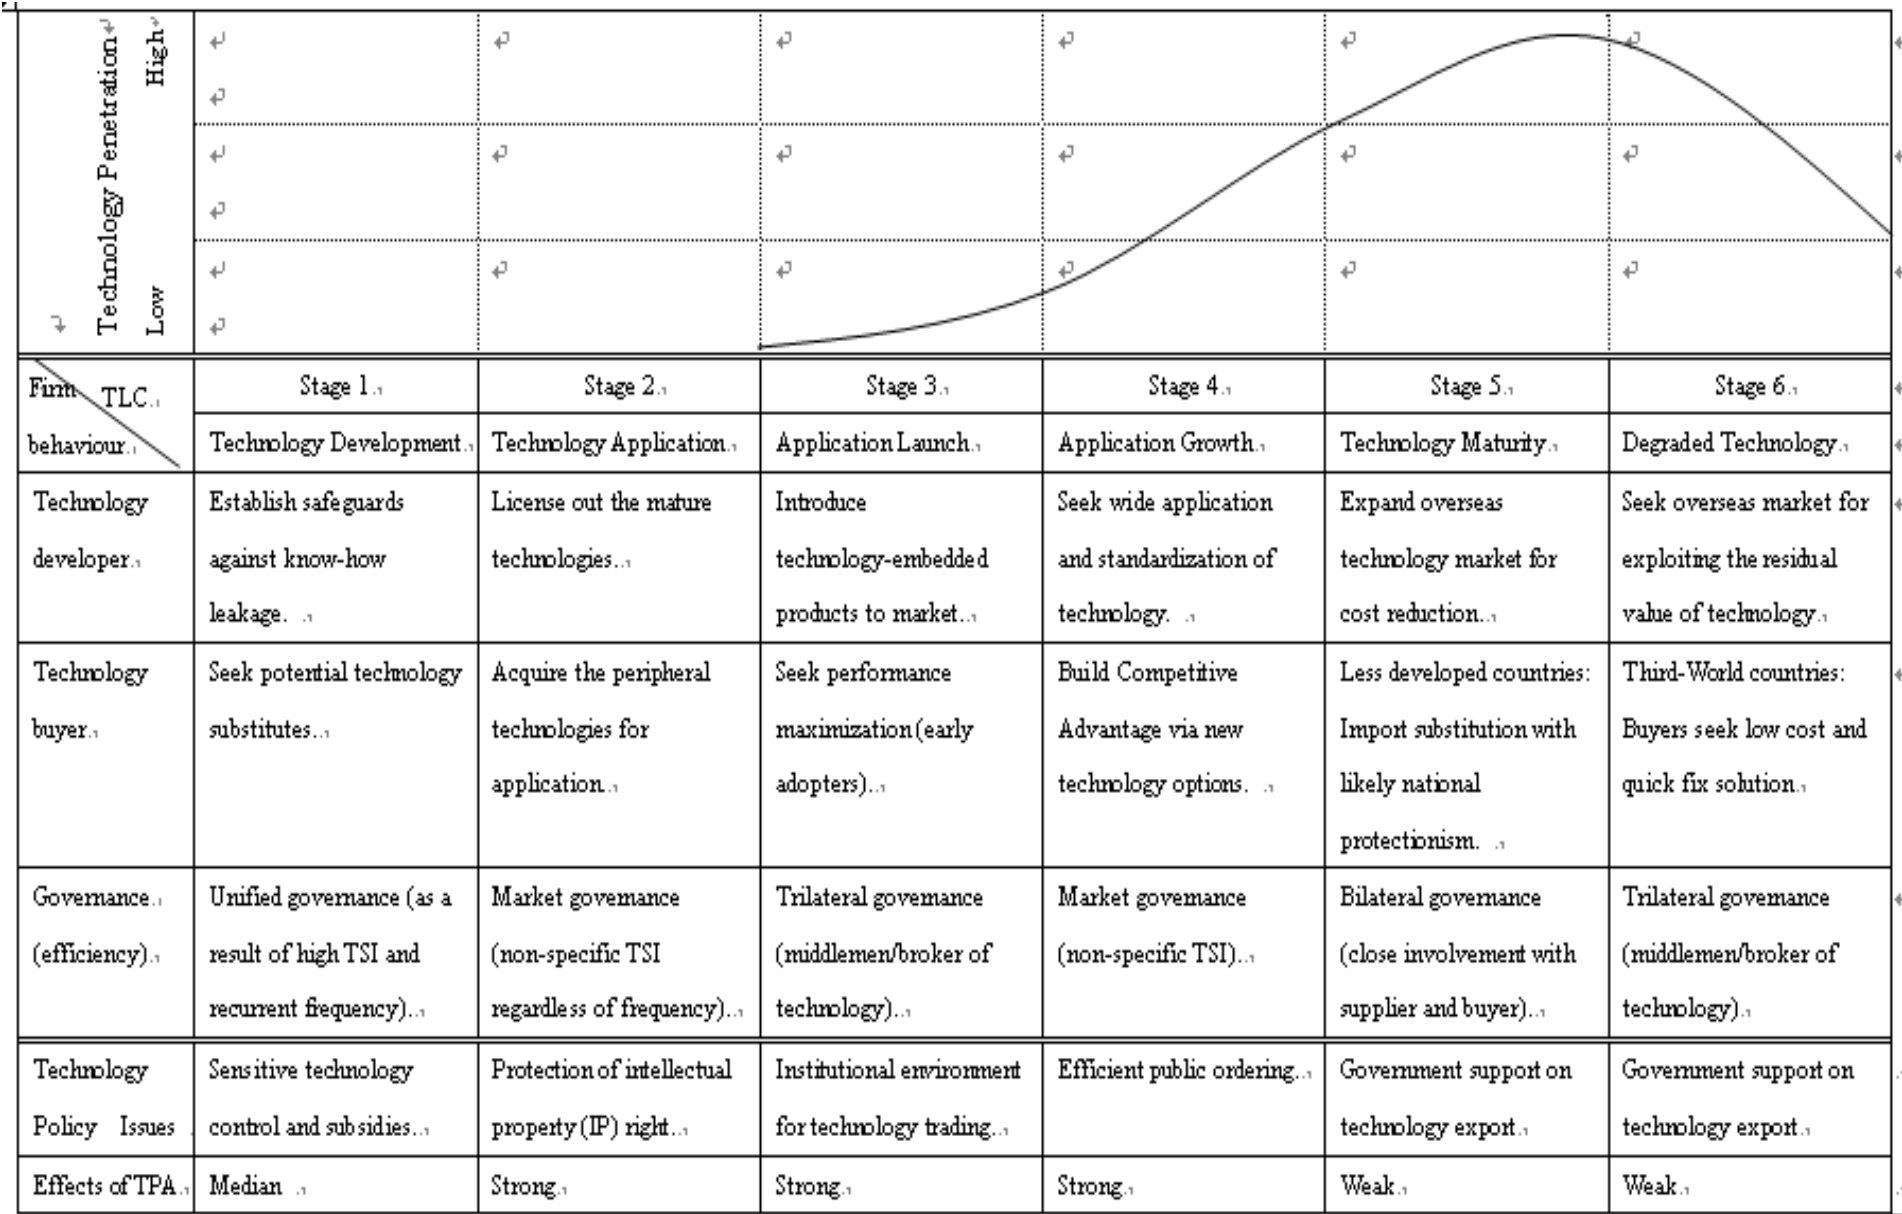 Technology Penetration
High
Low
Firm
TLC
behaviour
Stage 1
Stage 2
Stage 3
Stage 4
Stage 5
Stage 6
Technology Development
Technology Application
Application Launch
Application Growth
Technology Maturity
Degraded Technology
Technology
developer
Establish safeguards
against know-how
leakage.
License out the mature
technologies.
Introduce
technology-embedded
products to market.
Seek wide application
and standardization of
technology.
Expand overseas
technology market for
cost reduction.
Seek overseas market for
exploiting the residual
value of technology
Technology
buyer
Seek potential technology
substitutes.
Acquire the peripheral
technologies for
application
Seek performance
maximization (early
adopters).
Build Competitive
Advantage via new
technology options.
Less developed countries:
Import substitution with
likely national
protectionism.
Third-World countries:
Buyers seek low cost and
quick fix solution
Governance
(efficiency)
Unified governance (as a
result of high TSI and
recurrent frequency).
Market governance
(non-specific TSI
regardless of frequency).
Trilateral governance
(middlemen/broker of
technology).
Market governance
(non-specific TSI).
Bilateral governance
(close involvement with
supplier and buyer).
Trilateral governance
(middlemen/broker of
technology)
Technology
Policy Issues
Sensitive technology
control and subsidies.
Protection of intellectual
property (IP) right.
Institutional environment
for technology trading.
Efficient public ordering.
Government support on
technology export
Government support on
technology export
Effects of TPA
Median
Strong
Strong
Strong
Weak
Weak